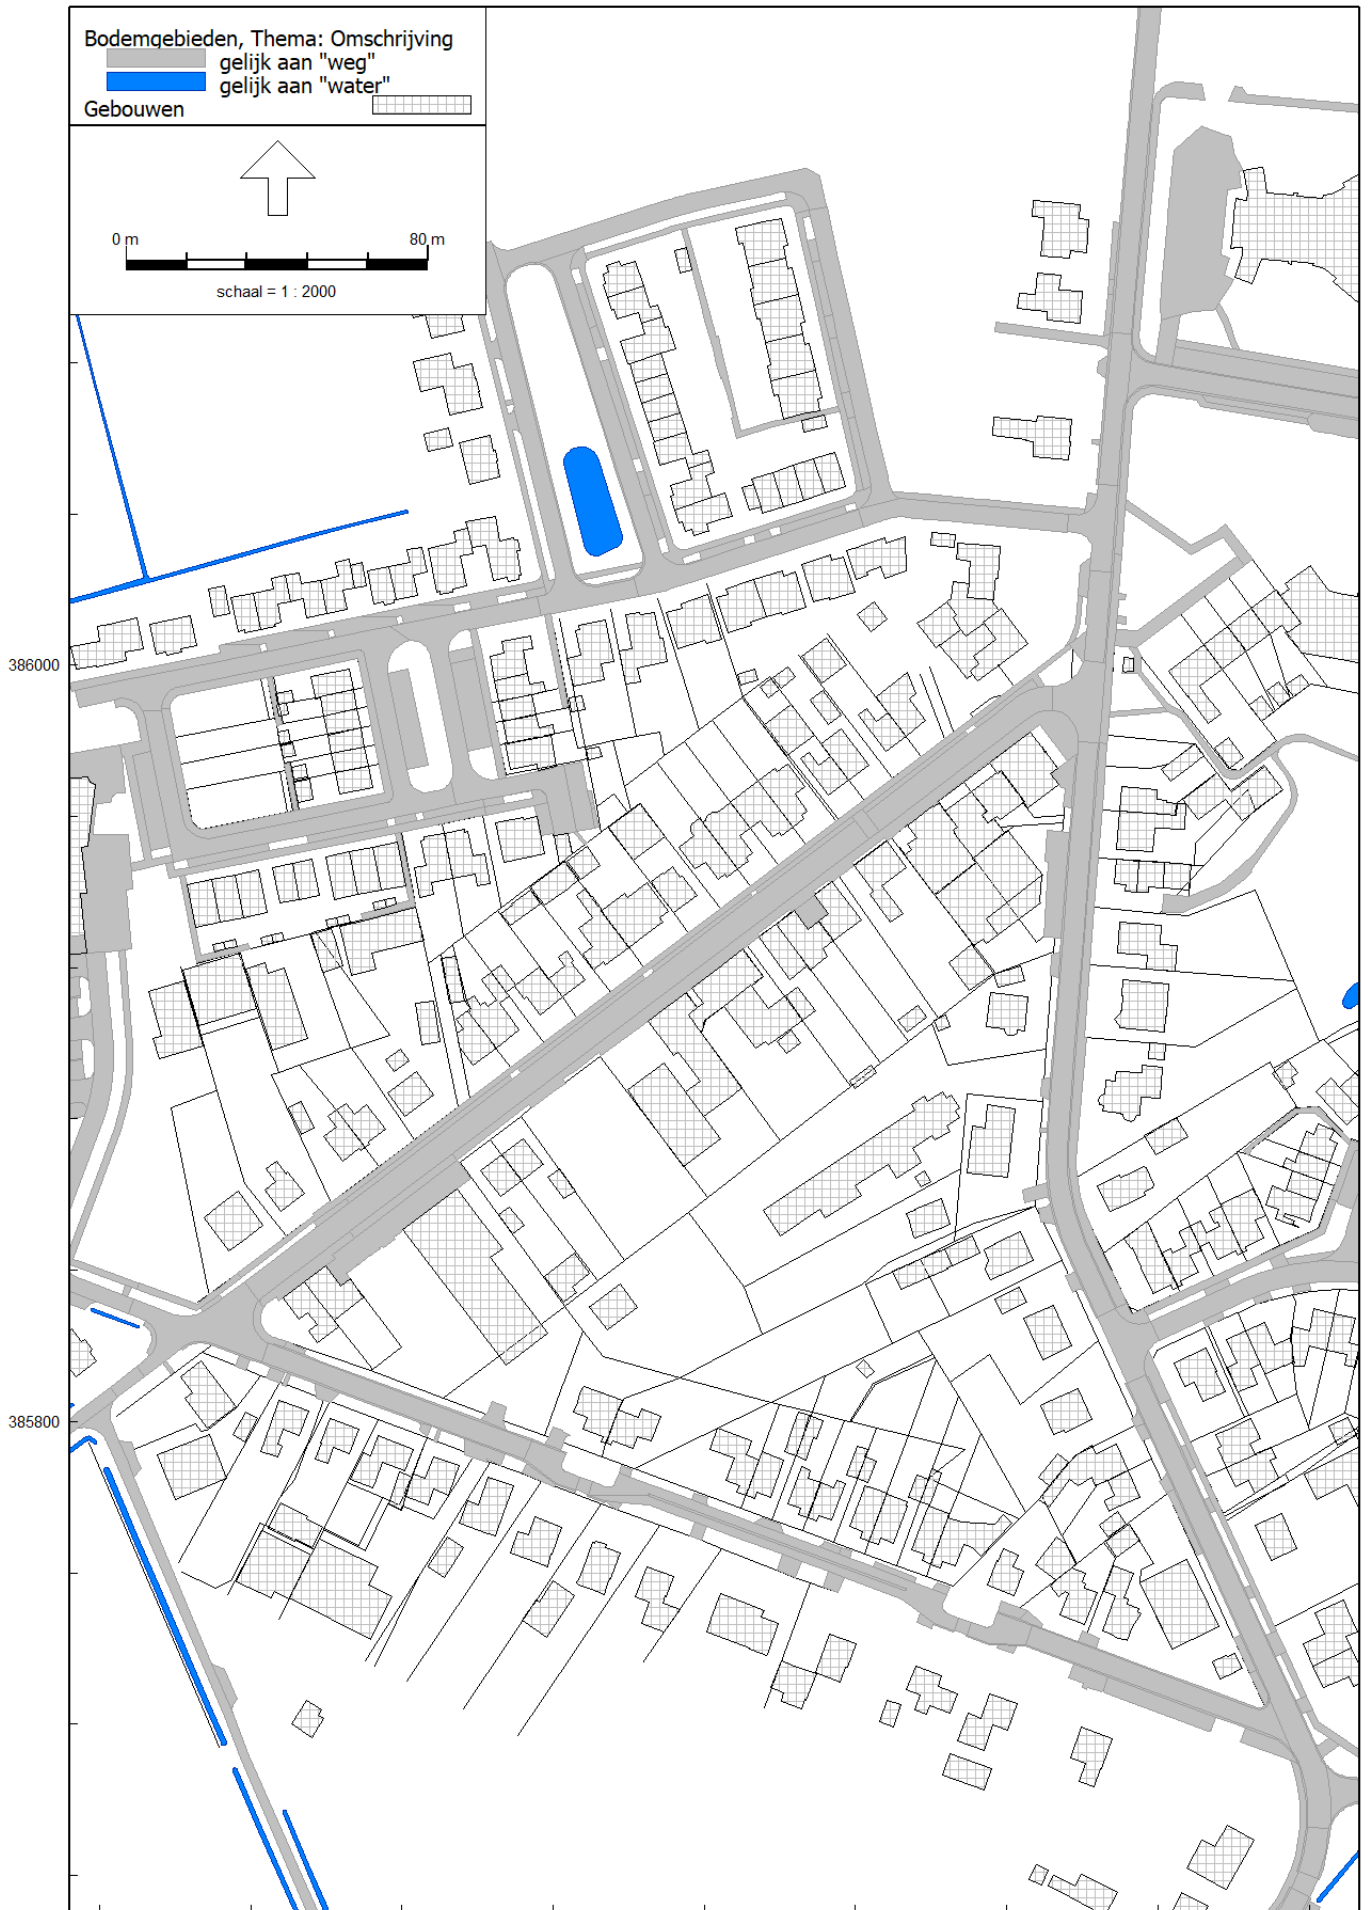 Bodemgebieden, Thema: Omschrijving
gelijk aan "weg"
gelijk aan "water"
Gebouwen
0 m 80 m
schaal = 1 : 2000
386000
385800